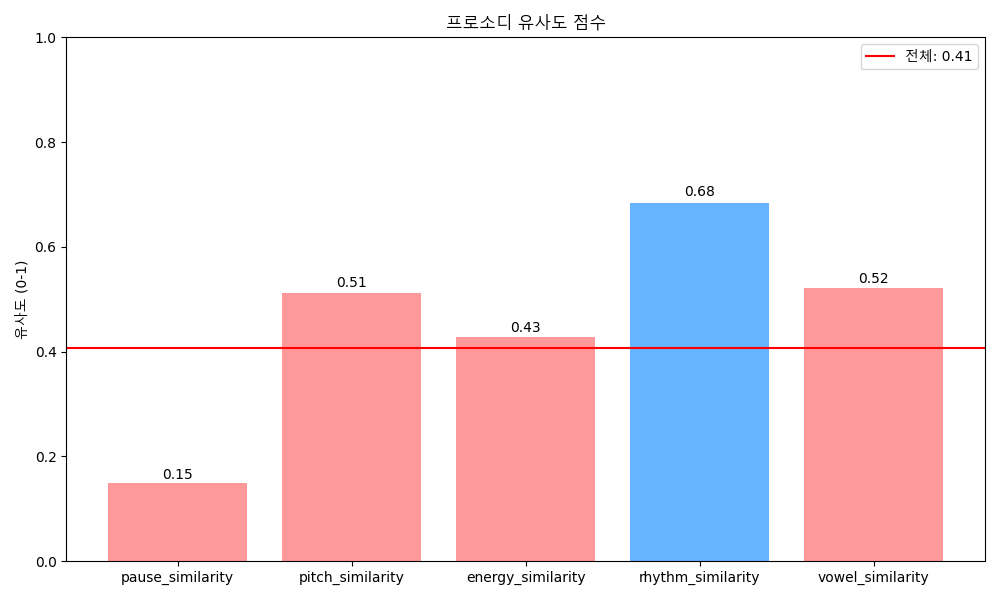 프로소디 유사도 점수
전체: 0.41
유사도 (0-1)
1.0
0.8
0.6
0.4
0.2
0.0
0.15
0.51
0.43
0.68
0.52
pause_similarity
pitch_similarity
energy_similarity
rhythm_similarity
vowel_similarity